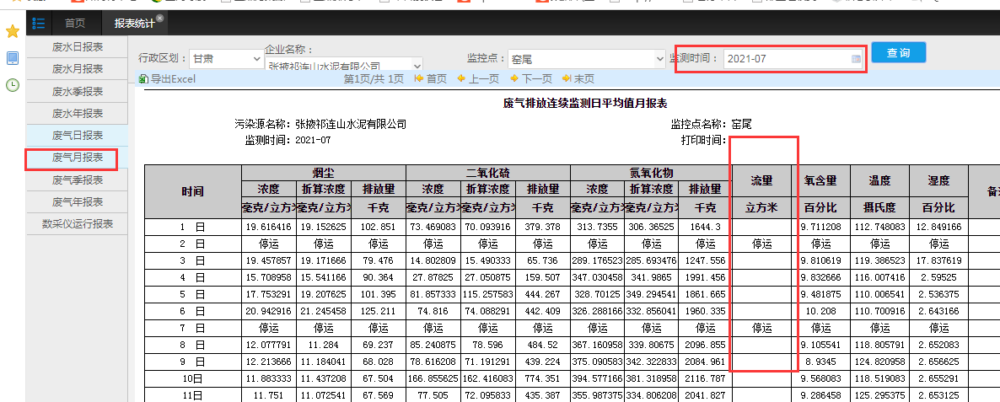 首页 报表统计
废水日报表
废水月报表
废水季报表
废水年报表
废气日报表
废气月报表
废气季报表
废气年报表
数采仪运行报表
行政区划： 甘肃 企业名称： 张掖祁连山水泥有限公司 监控点： 窑尾 监测时间： 2021-07 查 询
导出Excel 第1页/共 1页 首页 上一页 下一页 末页
废气排放连续监测日平均值月报表
污染源名称：张掖祁连山水泥有限公司 监控点名称：窑尾
监测时间：2021-07 打印时间：
时间 烟尘 二氧化硫 氮氧化物 流量 氧含量 温度 湿度
浓度 折算浓度 排放量 浓度 折算浓度 排放量 浓度 折算浓度 排放量
毫克/立方米 毫克/立方米 千克 毫克/立方米 毫克/立方米 千克 毫克/立方米 毫克/立方米 千克 立方米 百分比 摄氏度 百分比
1 日 19.616416 19.152625 102.851 73.469083 70.093916 379.378 313.7355 306.36525 1644.3 9.711208 112.748083 12.849166
2 日 停运 停运 停运 停运 停运 停运 停运 停运 停运 停运 停运 停运 停运
3 日 19.457857 19.171666 79.476 14.802809 15.490333 65.736 289.176523 285.693476 1247.556 9.810619 119.386523 17.837619
4 日 15.708958 15.541166 90.364 27.87825 27.050875 159.507 347.030458 341.9865 1991.456 9.832666 116.007416 2.59525
5 日 17.753291 19.207625 101.395 81.857333 115.257583 444.267 328.70125 349.294541 1861.665 9.481875 110.006541 2.536375
6 日 20.942916 21.245458 125.211 74.816 74.088291 442.409 326.288166 332.856041 1960.335 10.208 110.700916 2.643166
7 日 停运 停运 停运 停运 停运 停运 停运 停运 停运 停运 停运 停运 停运
8 日 12.077791 11.284 69.237 85.240875 78.596 484.52 367.160958 339.80675 2096.855 9.105541 118.805791 2.652083
9 日 12.213666 11.184041 68.028 78.616208 71.191291 439.224 375.090583 342.322833 2084.961 8.9345 124.820958 2.656625
10日 11.883333 11.437208 67.504 166.855625 162.416083 774.351 394.577166 381.318958 2116.787 9.568083 118.519083 2.655291
11日 11.751 11.072541 67.569 77.505 72.095833 435.387 355.987375 334.806208 2041.827 9.286458 125.295375 2.653125